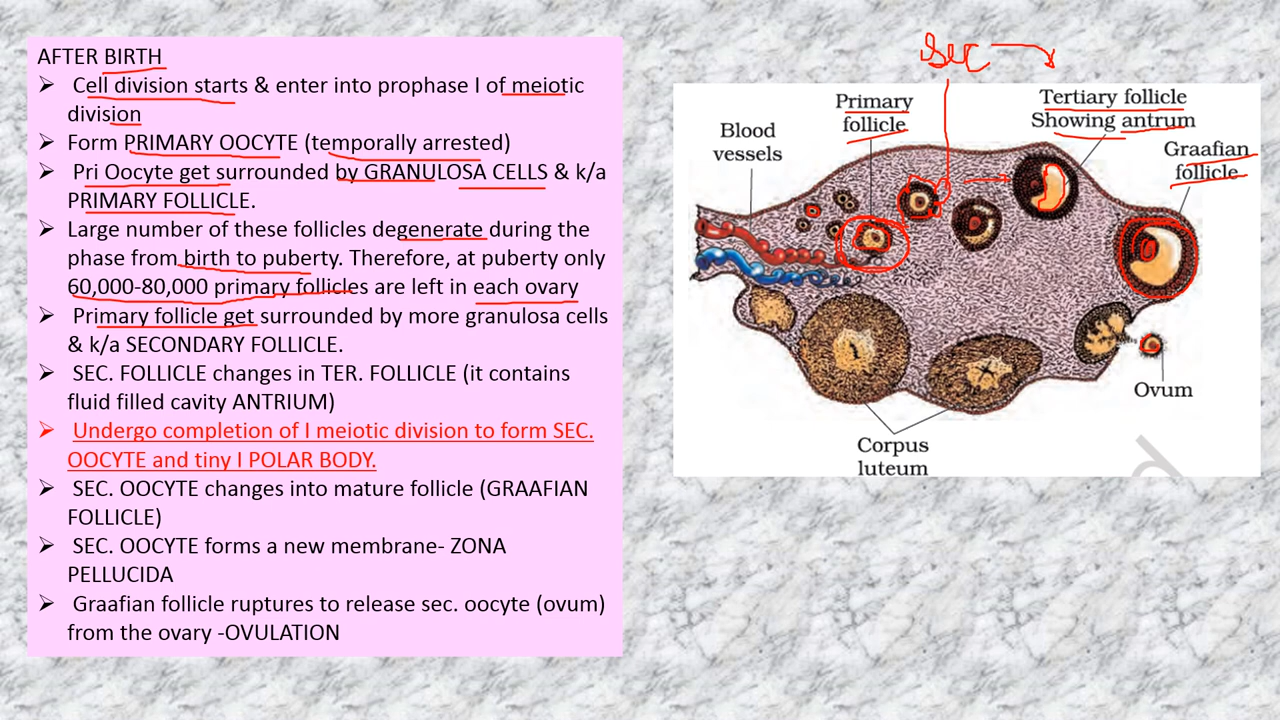 AFTER BIRTH
➢ Cell division starts & enter into prophase I of meiotic
division
➢ Form PRIMARY OOCYTE (temporally arrested)
➢ Pri Oocyte get surrounded by GRANULOSA CELLS & k/a
PRIMARY FOLLICLE.
➢ Large number of these follicles degenerate during the
phase from birth to puberty. Therefore, at puberty only
60,000-80,000 primary follicles are left in each ovary
➢ Primary follicle get surrounded by more granulosa cells
& k/a SECONDARY FOLLICLE.
➢ SEC. FOLLICLE changes in TER. FOLLICLE (it contains
fluid filled cavity ANTRIUM)
➢ Undergo completion of I meiotic division to form SEC.
OOCYTE and tiny I POLAR BODY.
➢ SEC. OOCYTE changes into mature follicle (GRAAFIAN
FOLLICLE)
➢ SEC. OOCYTE forms a new membrane- ZONA
PELLUCIDA
➢ Graafian follicle ruptures to release sec. oocyte (ovum)
from the ovary -OVULATION
Sec
Blood
vessels
Primary
follicle
Tertiary follicle
Showing antrum
Graafian
follicle
Ovum
Corpus
luteum